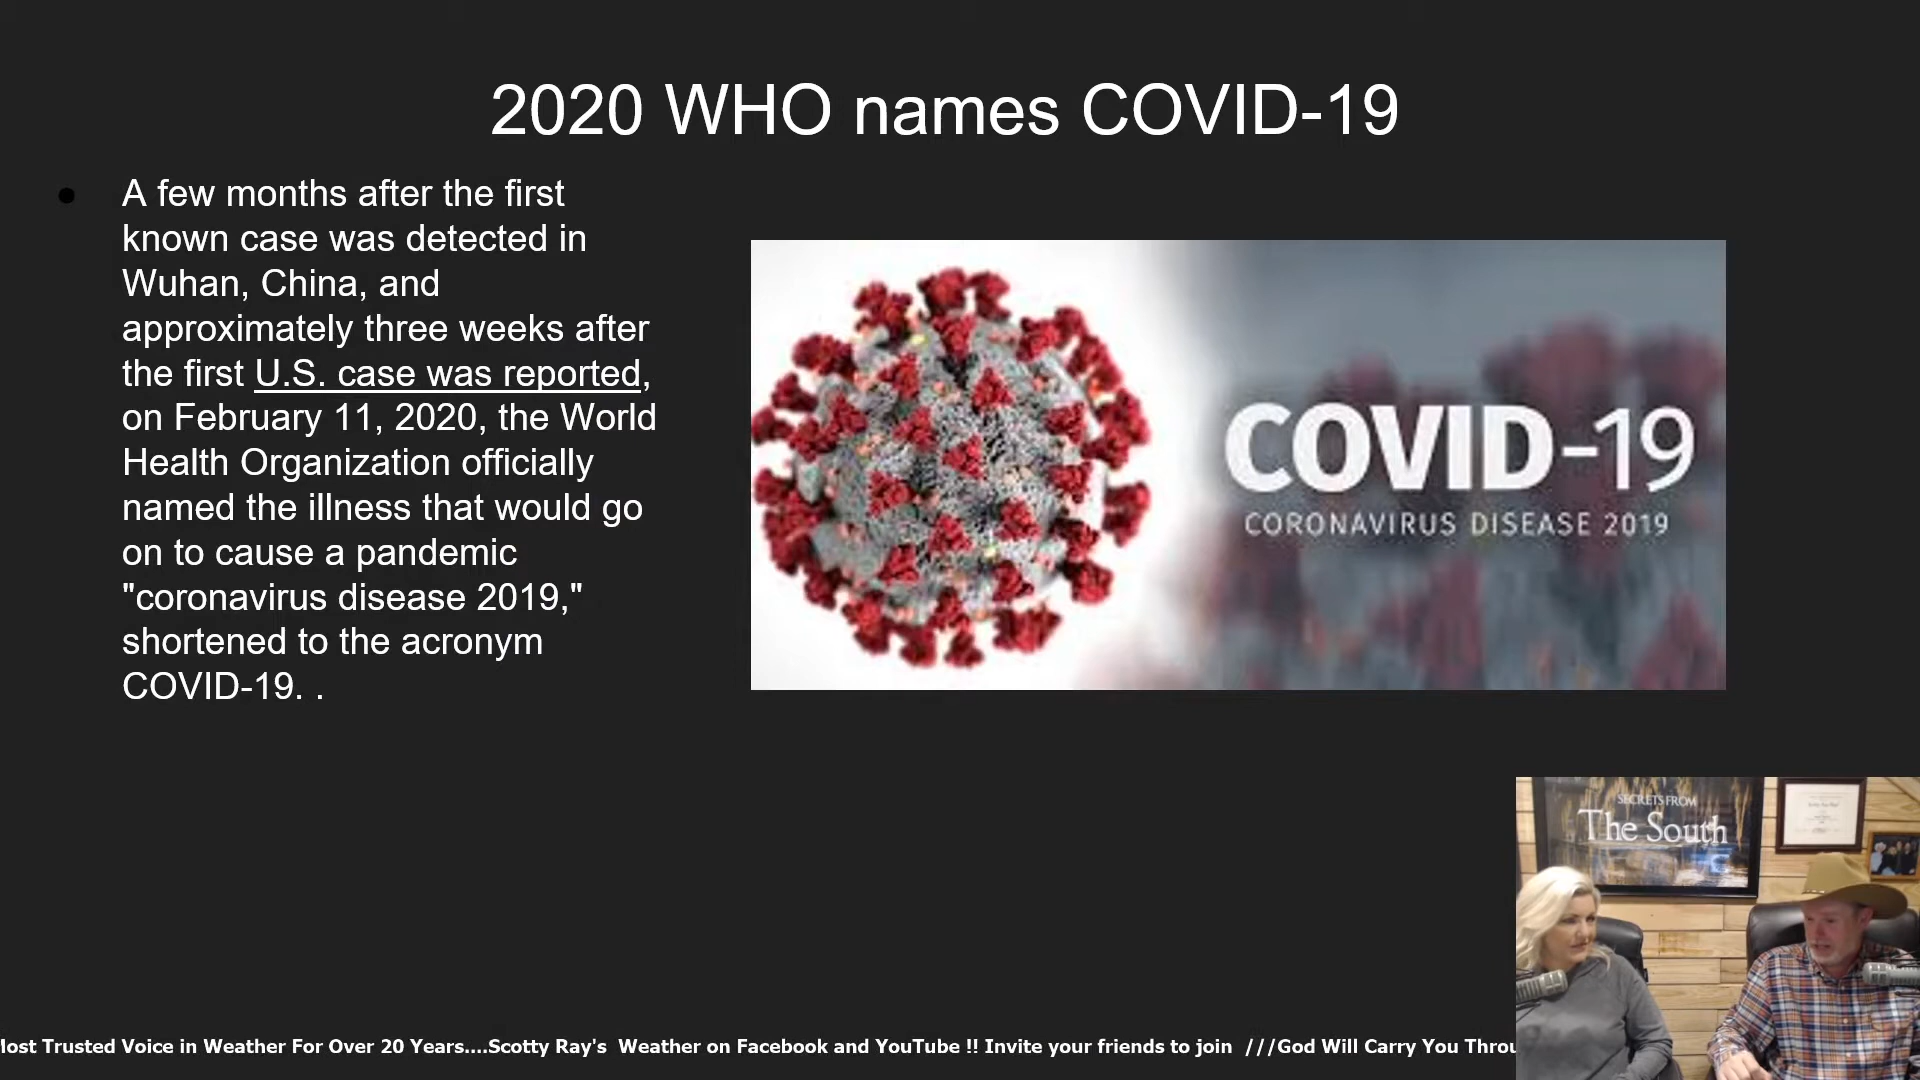 2020 WHO names COVID-19
● A few months after the first
known case was detected in
Wuhan, China, and
approximately three weeks after
the first U.S. case was reported,
on February 11, 2020, the World
Health Organization officially
named the illness that would go
on to cause a pandemic
"coronavirus disease 2019,"
shortened to the acronym
COVID-19. .
COVID-19
CORONAVIRUS DISEASE 2019
SECRETS FROM
The South
Most Trusted Voice in Weather For Over 20 Years....Scotty Ray's Weather on Facebook and YouTube !! Invite your friends to join ///God Will Carry You Throu